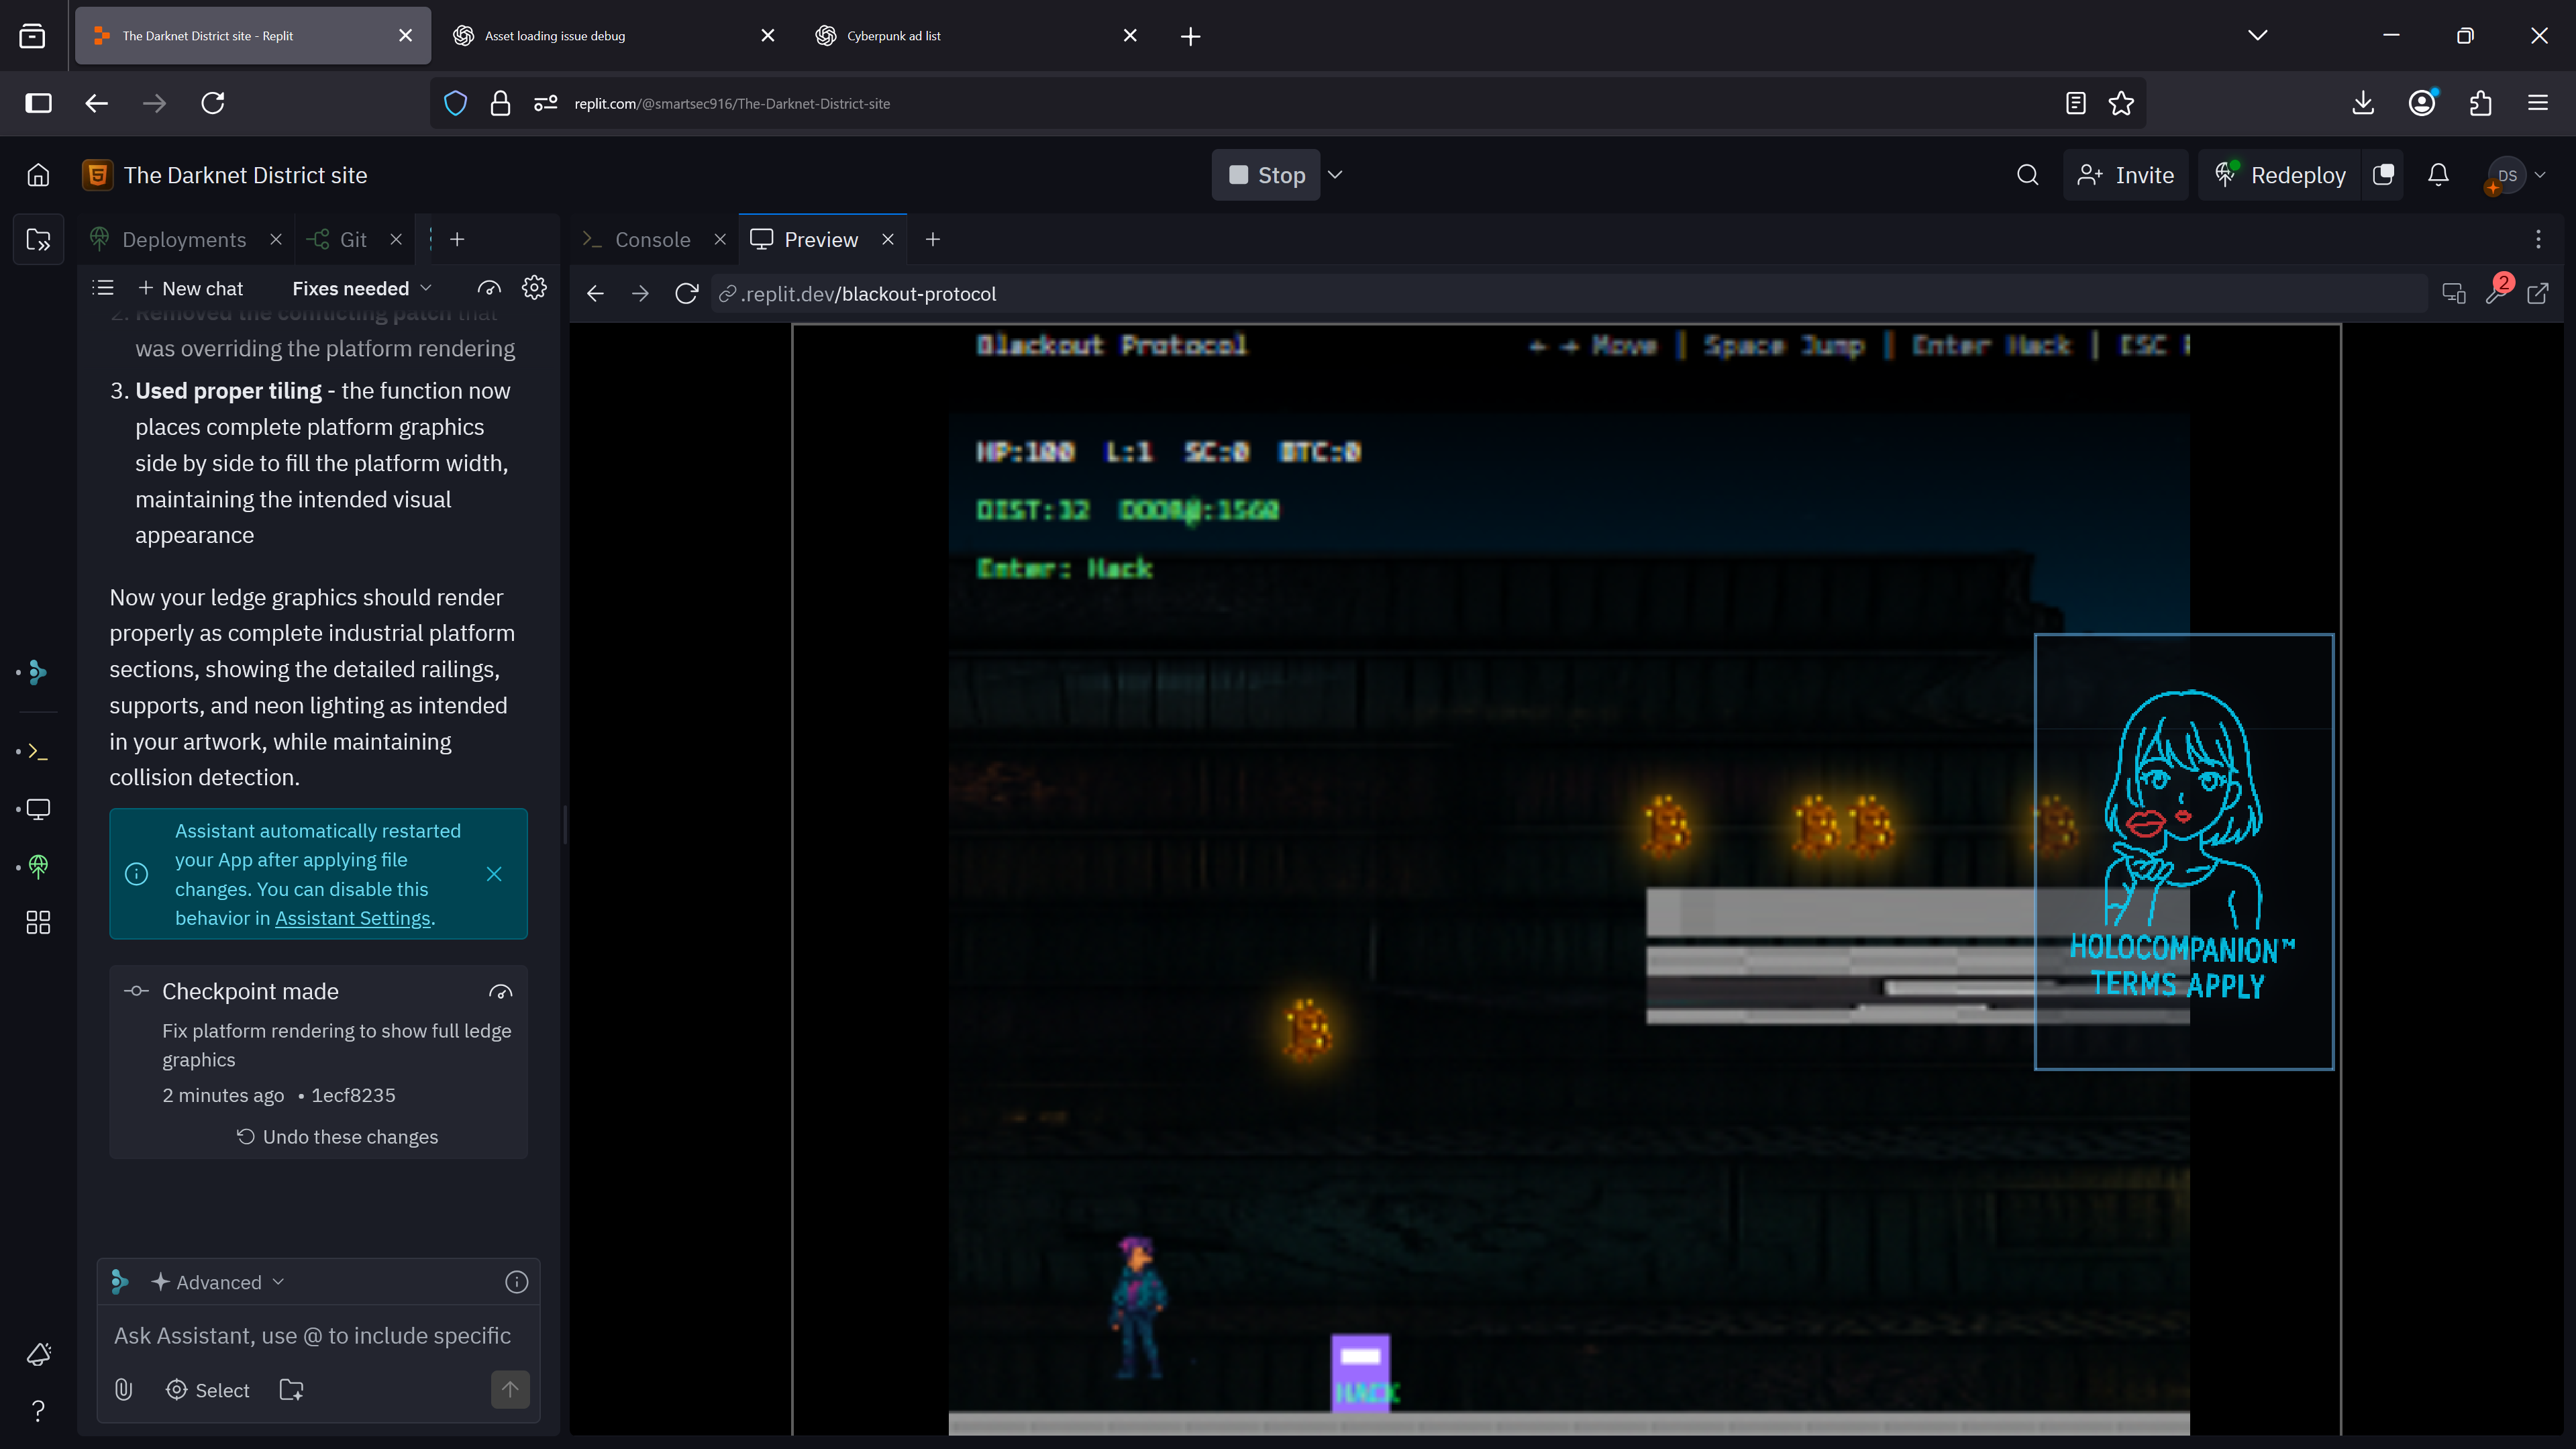 The Darknet District site - Replit
Asset loading issue debug
Cyberpunk ad list
replit.com/@smartsec916/The-Darknet-District-site
The Darknet District site
Stop
Invite
Redeploy
DS
Deployments
Git
Console
Preview
New chat
Fixes needed
.replit.dev/blackout-protocol
2
2. Removed the conflicting patch that
was overriding the platform rendering
3. Used proper tiling - the function now
places complete platform graphics
side by side to fill the platform width,
maintaining the intended visual
appearance
Now your ledge graphics should render
properly as complete industrial platform
sections, showing the detailed railings,
supports, and neon lighting as intended
in your artwork, while maintaining
collision detection.
Assistant automatically restarted
your App after applying file
changes. You can disable this
behavior in Assistant Settings.
Checkpoint made
Fix platform rendering to show full ledge
graphics
2 minutes ago • 1ecf8235
Undo these changes
Advanced
Ask Assistant, use @ to include specific
Select
Blackout Protocol
← → Move | Space Jump | Enter Hack | ESC
HP:100 L:1 SC:0 BTC:0
DIST:32 DOOR@:1560
Enter: Hack
HOLOCOMPANION™
TERMS APPLY
HACK